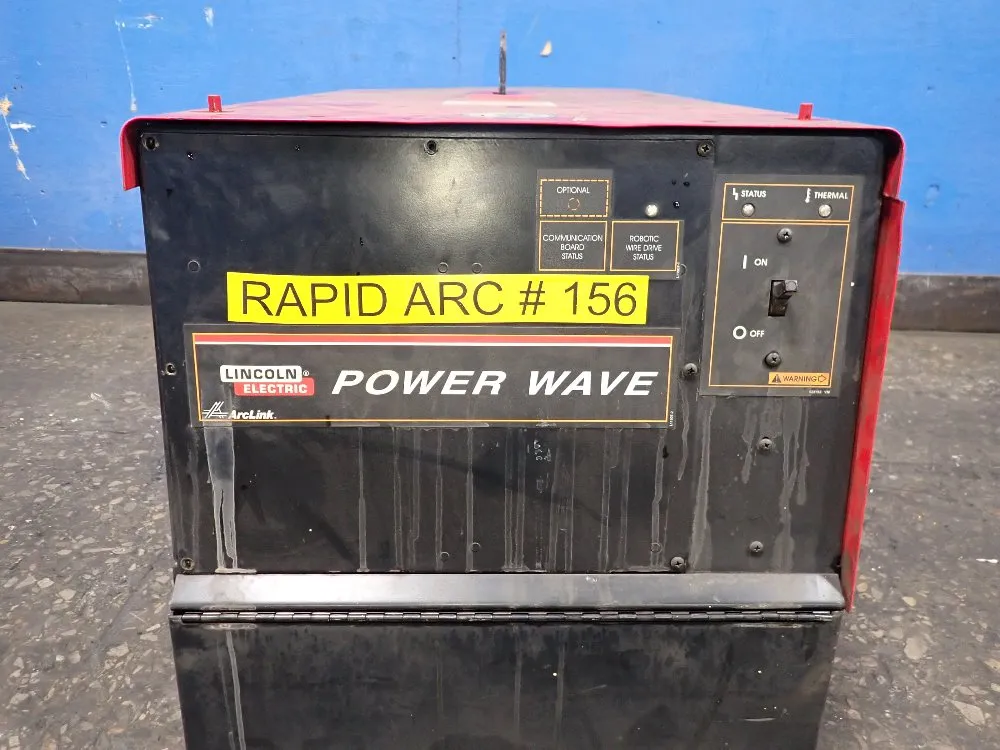 OPTIONAL
STATUS
THERMAL
COMMUNICATION
BOARD
STATUS
ROBOTIC
WIRE DRIVE
STATUS
ON
OFF
WARNING
RAPID ARC # 156
LINCOLN®
ELECTRIC
POWER WAVE
ArcLink